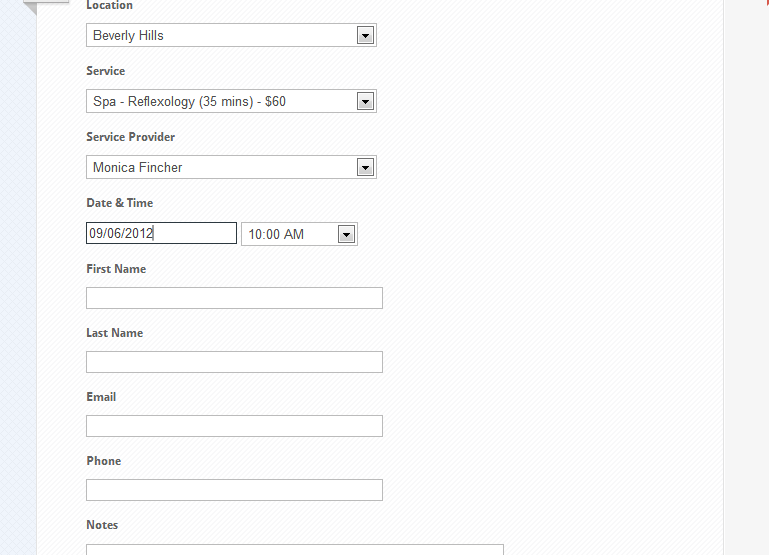 Location
Beverly Hills
Service
Spa - Reflexology (35 mins) - $60
Service Provider
Monica Fincher
Date & Time
09/06/2012 10:00 AM
First Name
Last Name
Email
Phone
Notes